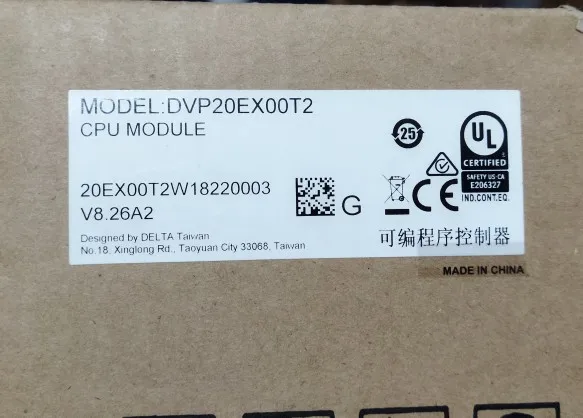 MODEL:DVP20EX00T2
CPU MODULE
25
UL
CERTIFIED
SAFETY US-CA
E206327
IND.CONT.EQ.
20EX00T2W18220003
V8.26A2
G
CE
Designed by DELTA Taiwan
No.18, Xinglong Rd., Taoyuan City 33068, Taiwan
可编程序控制器
MADE IN CHINA